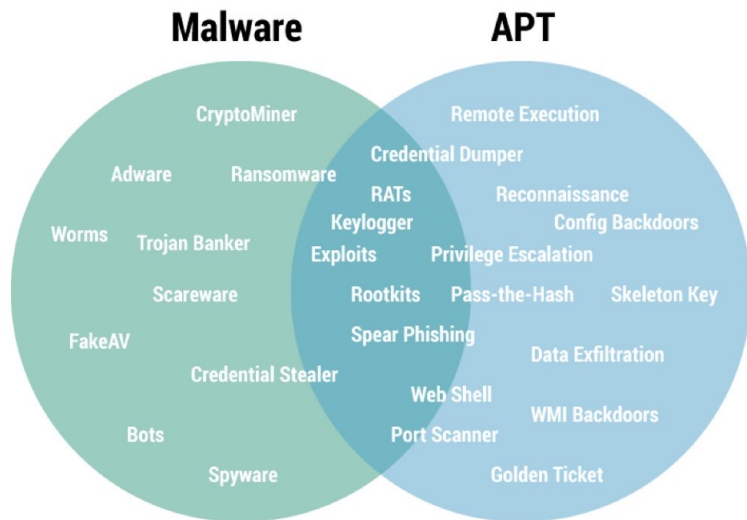 Malware
APT
CryptoMiner
Remote Execution
Credential Dumper
Adware
Ransomware
RATs
Reconnaissance
Keylogger
Config Backdoors
Worms
Trojan Banker
Exploits
Privilege Escalation
Scareware
Rootkits
Pass-the-Hash
Skeleton Key
FakeAV
Spear Phishing
Data Exfiltration
Credential Stealer
Web Shell
WMI Backdoors
Bots
Port Scanner
Spyware
Golden Ticket